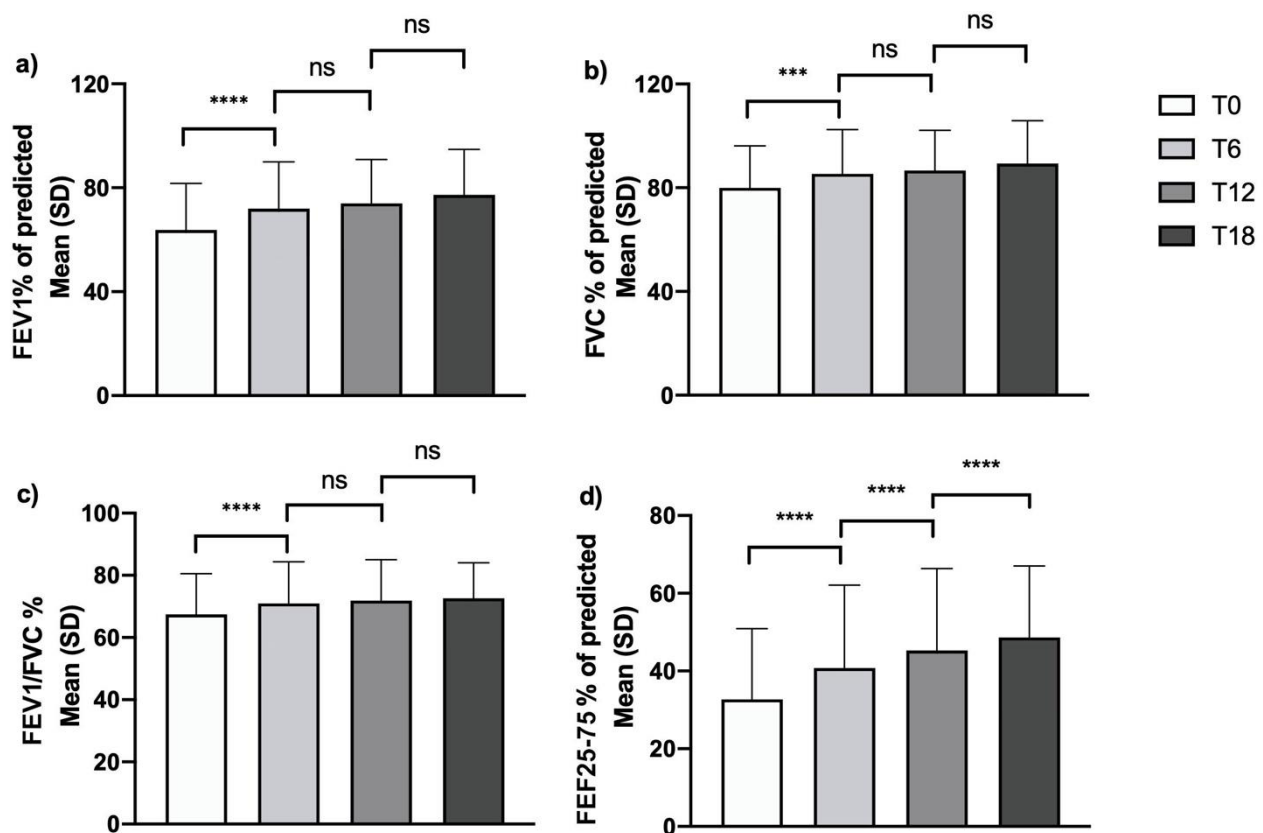 a)
FEV1% of predicted
Mean (SD)
120
80
40
0
****
ns
ns
b)
FVC % of predicted
Mean (SD)
120
80
40
0
***
ns
ns
T0
T6
T12
T18
c)
FEV1/FVC %
Mean (SD)
100
80
60
40
20
0
****
ns
ns
d)
FEF25-75 % of predicted
Mean (SD)
80
60
40
20
0
****
****
****